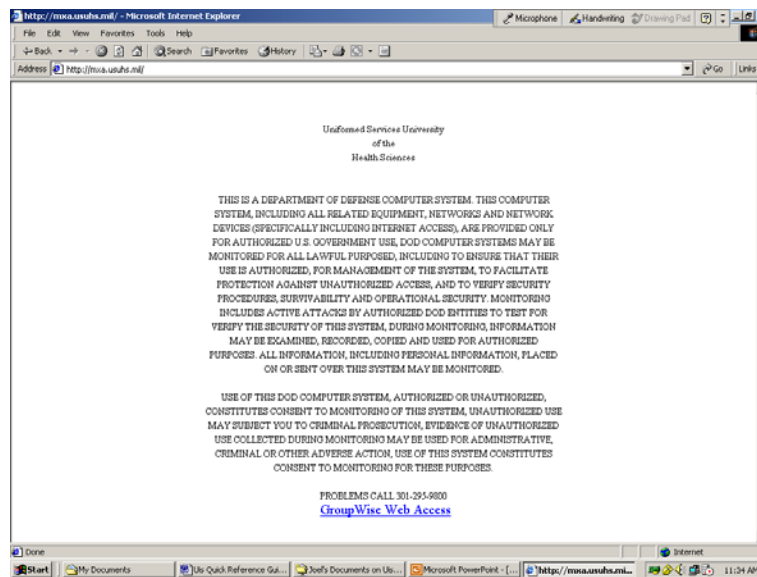 http://mxa.usuhs.mil/ - Microsoft Internet Explorer
Microphone Handwriting Drawing Pad
File Edit View Favorites Tools Help
Back Search Favorites History
Address http://mxa.usuhs.mil/ Go Links
Uniformed Services University
of the
Health Sciences
THIS IS A DEPARTMENT OF DEFENSE COMPUTER SYSTEM. THIS COMPUTER
SYSTEM, INCLUDING ALL RELATED EQUIPMENT, NETWORKS AND NETWORK
DEVICES (SPECIFICALLY INCLUDING INTERNET ACCESS), ARE PROVIDED ONLY
FOR AUTHORIZED U.S. GOVERNMENT USE, DOD COMPUTER SYSTEMS MAY BE
MONITORED FOR ALL LAWFUL PURPOSED, INCLUDING TO ENSURE THAT THEIR
USE IS AUTHORIZED, FOR MANAGEMENT OF THE SYSTEM, TO FACILITATE
PROTECTION AGAINST UNAUTHORIZED ACCESS, AND TO VERIFY SECURITY
PROCEDURES, SURVIVABILITY AND OPERATIONAL SECURITY. MONITORING
INCLUDES ACTIVE ATTACKS BY AUTHORIZED DOD ENTITIES TO TEST FOR
VERIFY THE SECURITY OF THIS SYSTEM, DURING MONITORING, INFORMATION
MAY BE EXAMINED, RECORDED, COPIED AND USED FOR AUTHORIZED
PURPOSES. ALL INFORMATION, INCLUDING PERSONAL INFORMATION, PLACED
ON OR SENT OVER THIS SYSTEM MAY BE MONITORED.
USE OF THIS DOD COMPUTER SYSTEM, AUTHORIZED OR UNAUTHORIZED,
CONSTITUTES CONSENT TO MONITORING OF THIS SYSTEM, UNAUTHORIZED USE
MAY SUBJECT YOU TO CRIMINAL PROSECUTION, EVIDENCE OF UNAUTHORIZED
USE COLLECTED DURING MONITORING MAY BE USED FOR ADMINISTRATIVE,
CRIMINAL OR OTHER ADVERSE ACTION, USE OF THIS SYSTEM CONSTITUTES
CONSENT TO MONITORING FOR THESE PURPOSES.
PROBLEMS CALL 301-295-9800
GroupWise Web Access
Done Internet
Start My Documents UIs Quick Reference Gui... Joel's Documents on Us... Microsoft PowerPoint - [... http://mxa.usuhs.mi... 11:34 AM